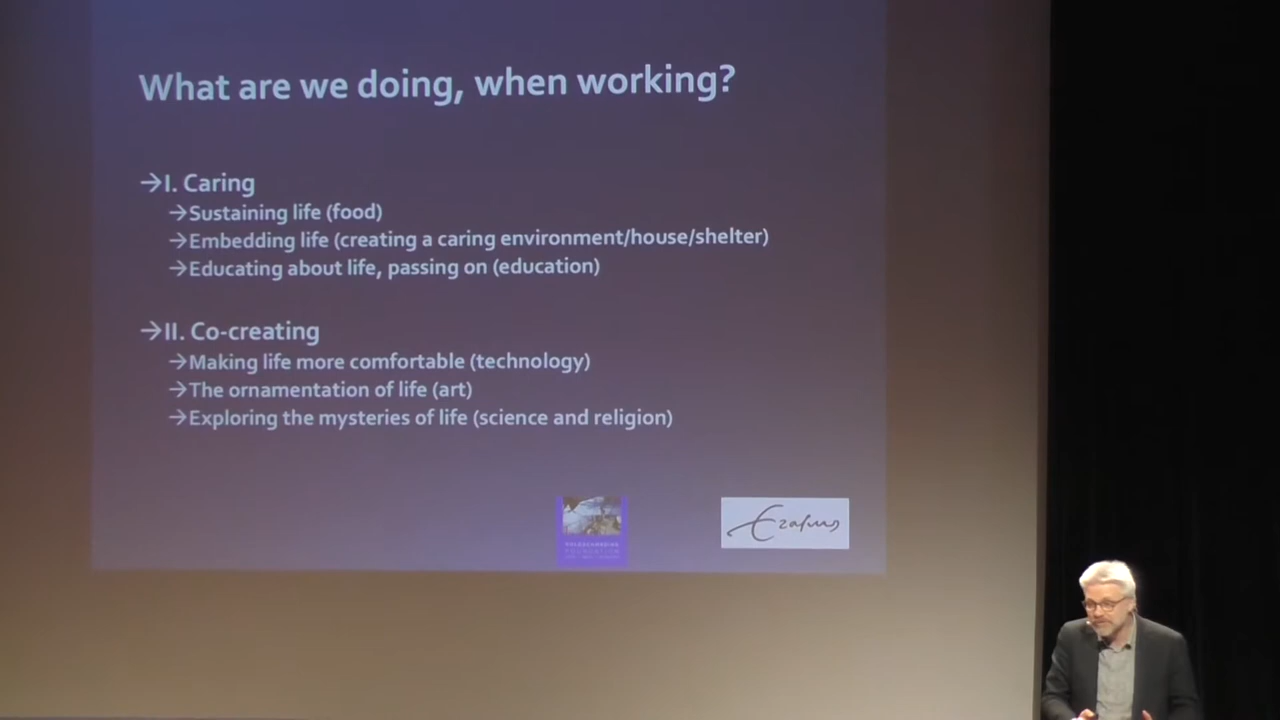 What are we doing, when working?
→I. Caring
→Sustaining life (food)
→Embedding life (creating a caring environment/house/shelter)
→Educating about life, passing on (education)
→II. Co-creating
→Making life more comfortable (technology)
→The ornamentation of life (art)
→Exploring the mysteries of life (science and religion)
Erasmus